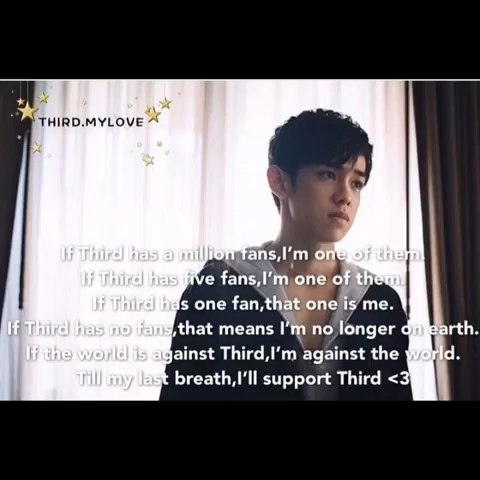 THIRD.MYLOVE
If Third has a million fans,I'm one of them.
If Third has five fans,I'm one of them.
If Third has one fan,that one is me.
If Third has no fans,that means I'm no longer on earth.
If the world is against Third,I'm against the world.
Till my last breath,I'll support Third <3